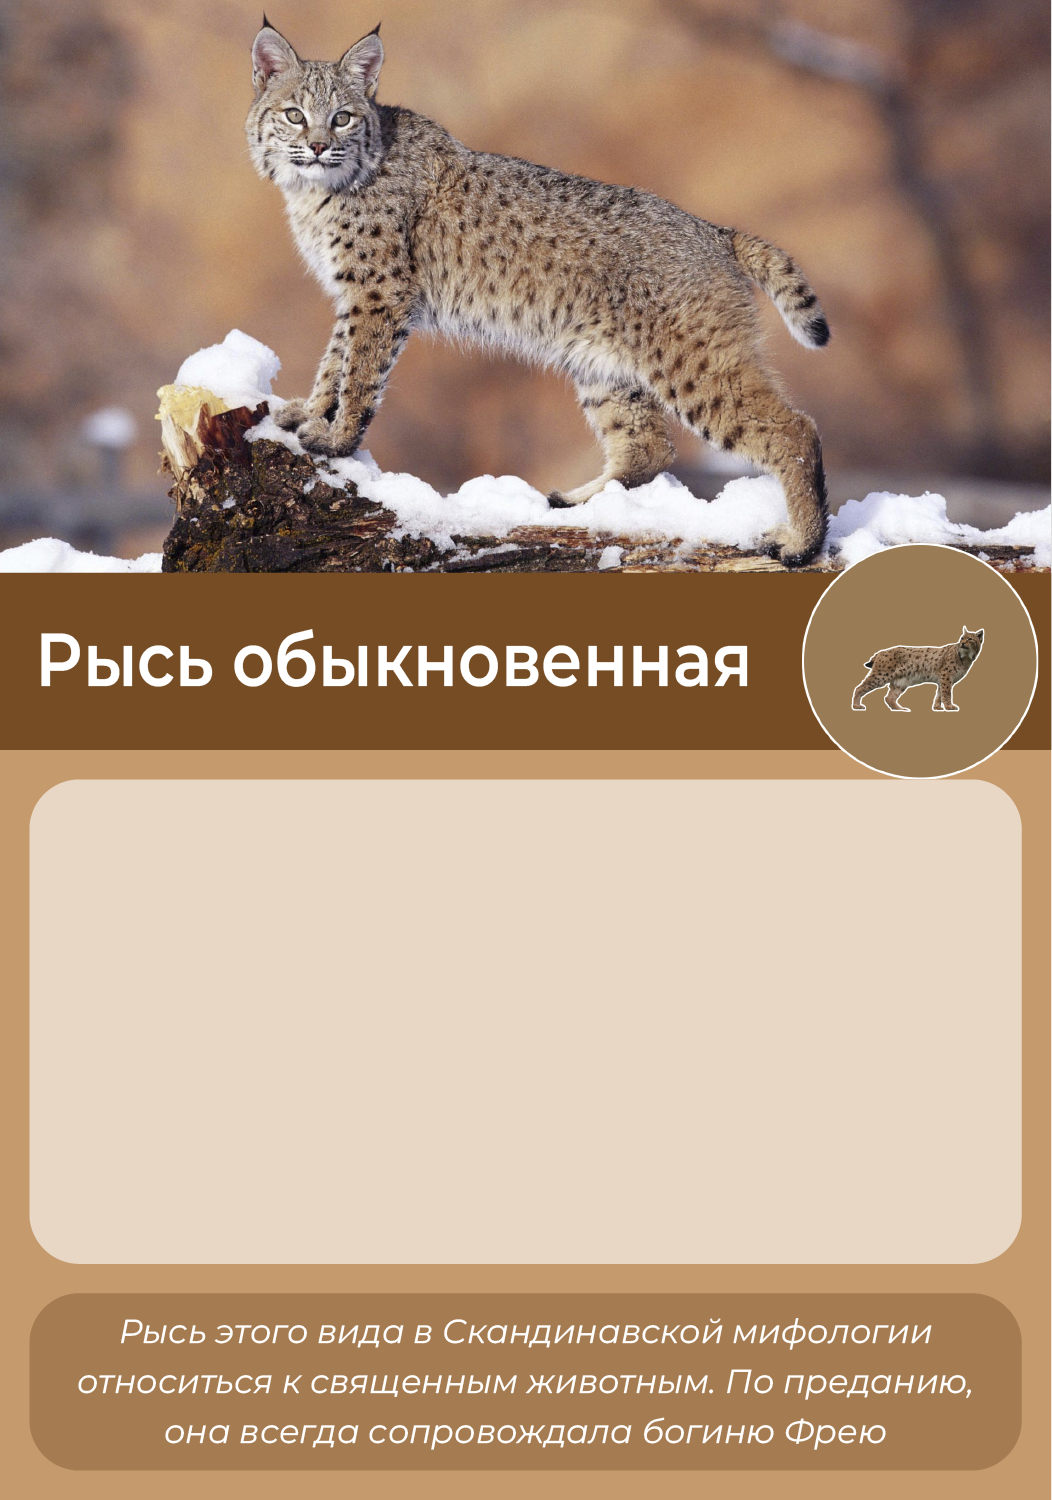 Рысь обыкновенная
Рысь этого вида в Скандинавской мифологии
относиться к священным животным. По преданию,
она всегда сопровождала богиню Фрею